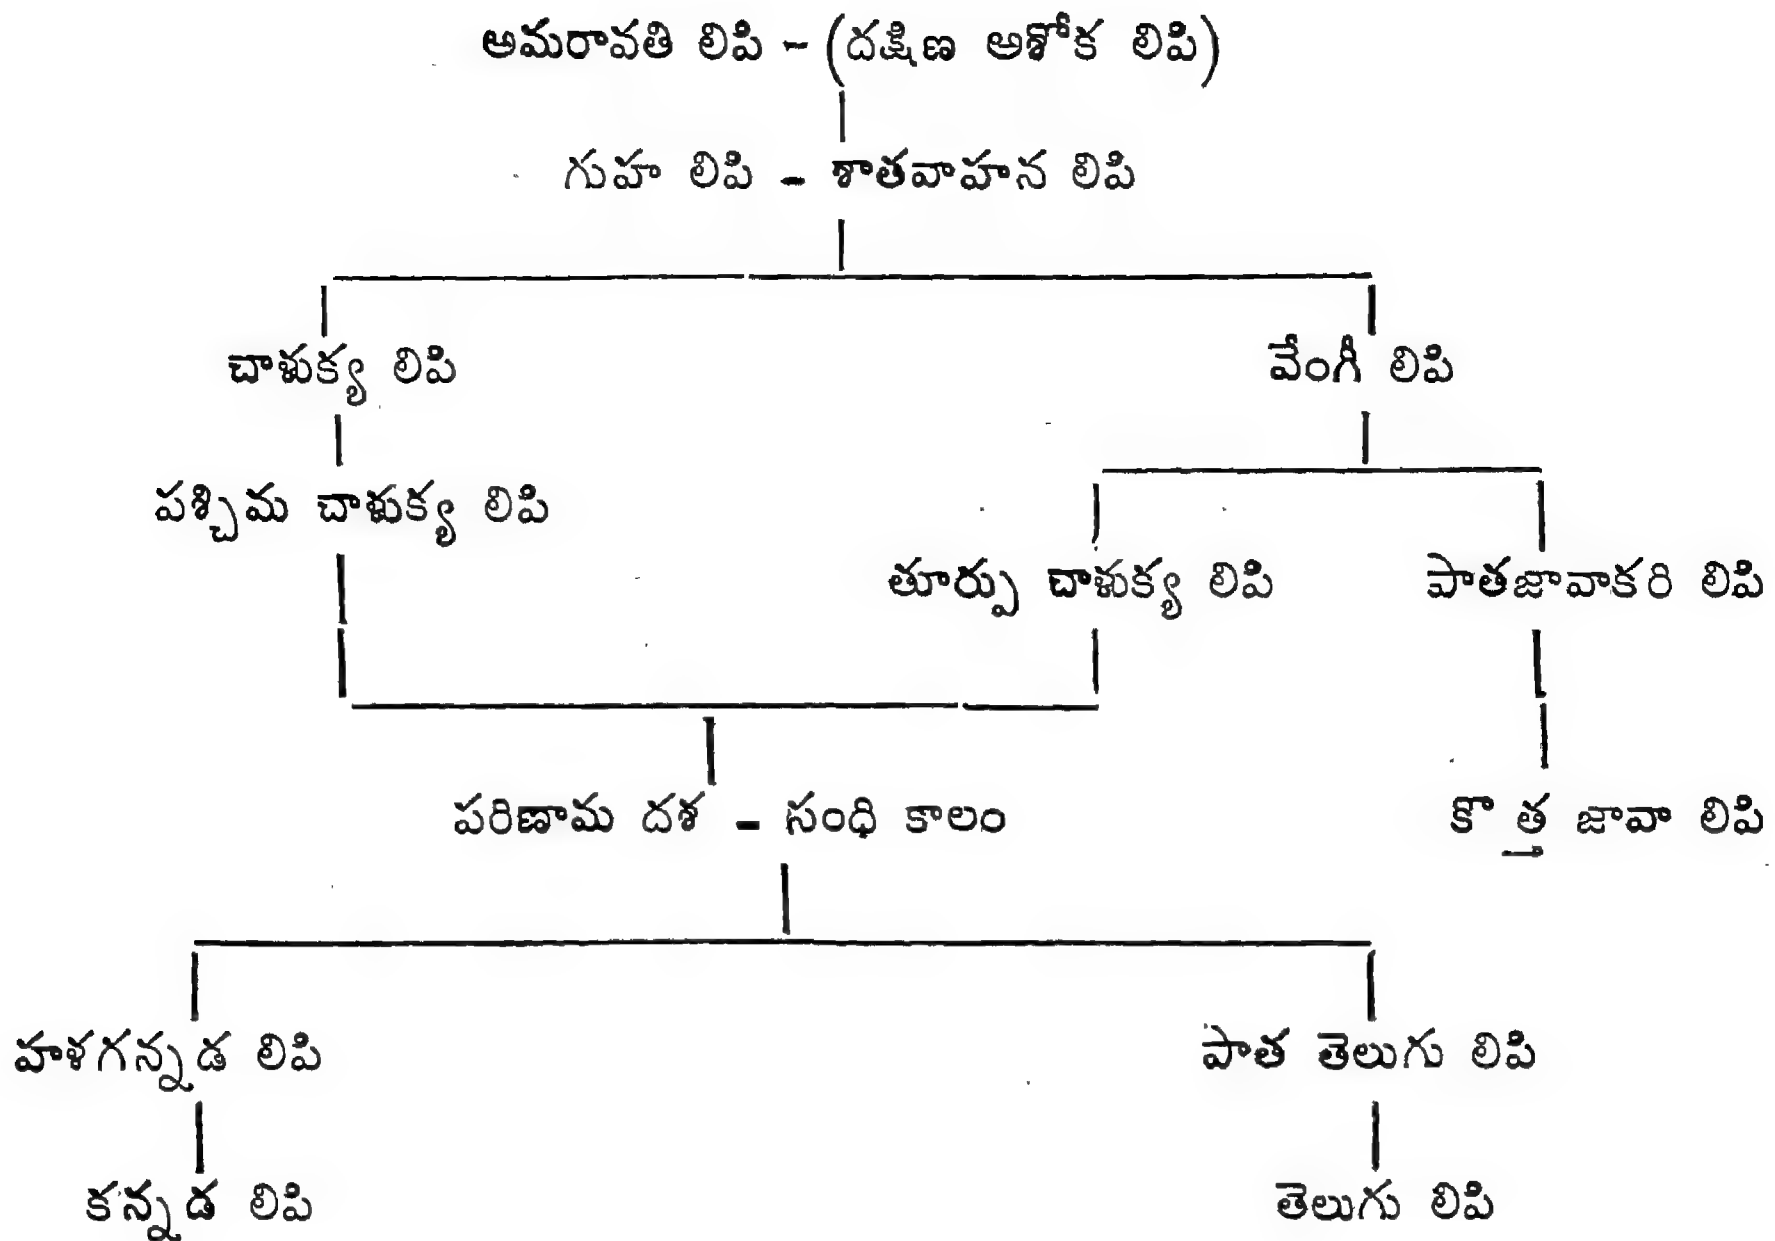 అమరావతి లిపి - (దక్షిణ అశోక లిపి)
గుహ లిపి - శాతవాహన లిపి
చాళుక్య లిపి వేంగీ లిపి
పశ్చిమ చాళుక్య లిపి
తూర్పు చాళుక్య లిపి పాతజావాకరి లిపి
పరిణామ దశ - సంధి కాలం కొత్త జావా లిపి
హళగన్నడ లిపి పాత తెలుగు లిపి
కన్నడ లిపి తెలుగు లిపి